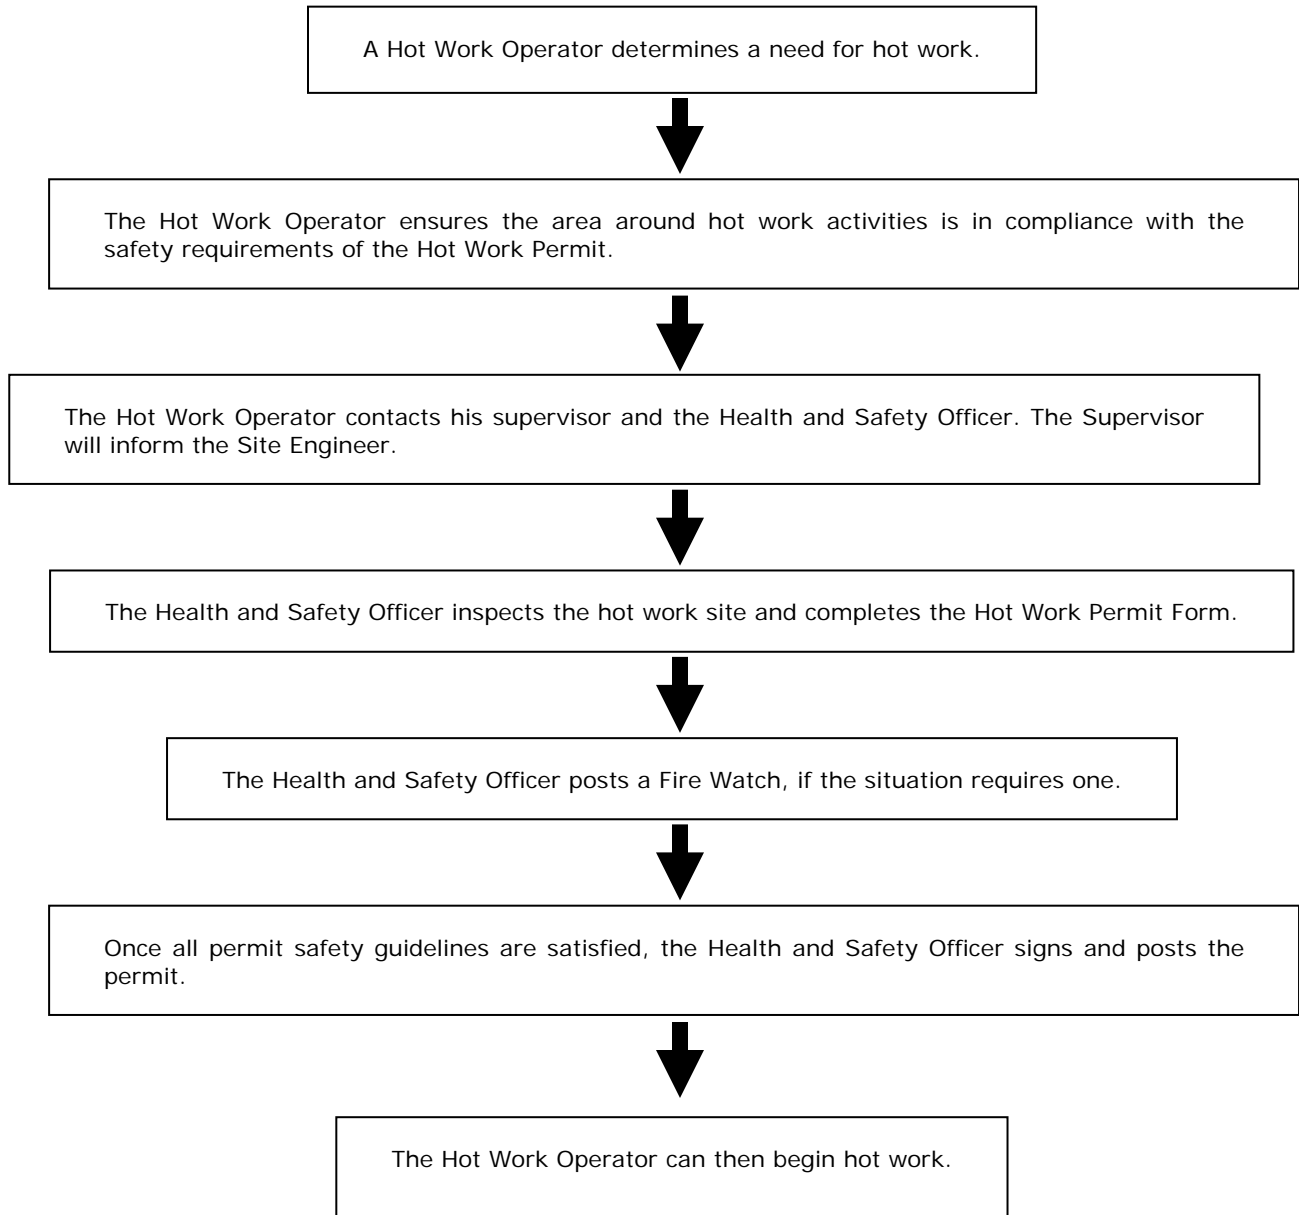 A Hot Work Operator determines a need for hot work.
The Hot Work Operator ensures the area around hot work activities is in compliance with the
safety requirements of the Hot Work Permit.
The Hot Work Operator contacts his supervisor and the Health and Safety Officer. The Supervisor
will inform the Site Engineer.
The Health and Safety Officer inspects the hot work site and completes the Hot Work Permit Form.
The Health and Safety Officer posts a Fire Watch, if the situation requires one.
Once all permit safety guidelines are satisfied, the Health and Safety Officer signs and posts the
permit.
The Hot Work Operator can then begin hot work.